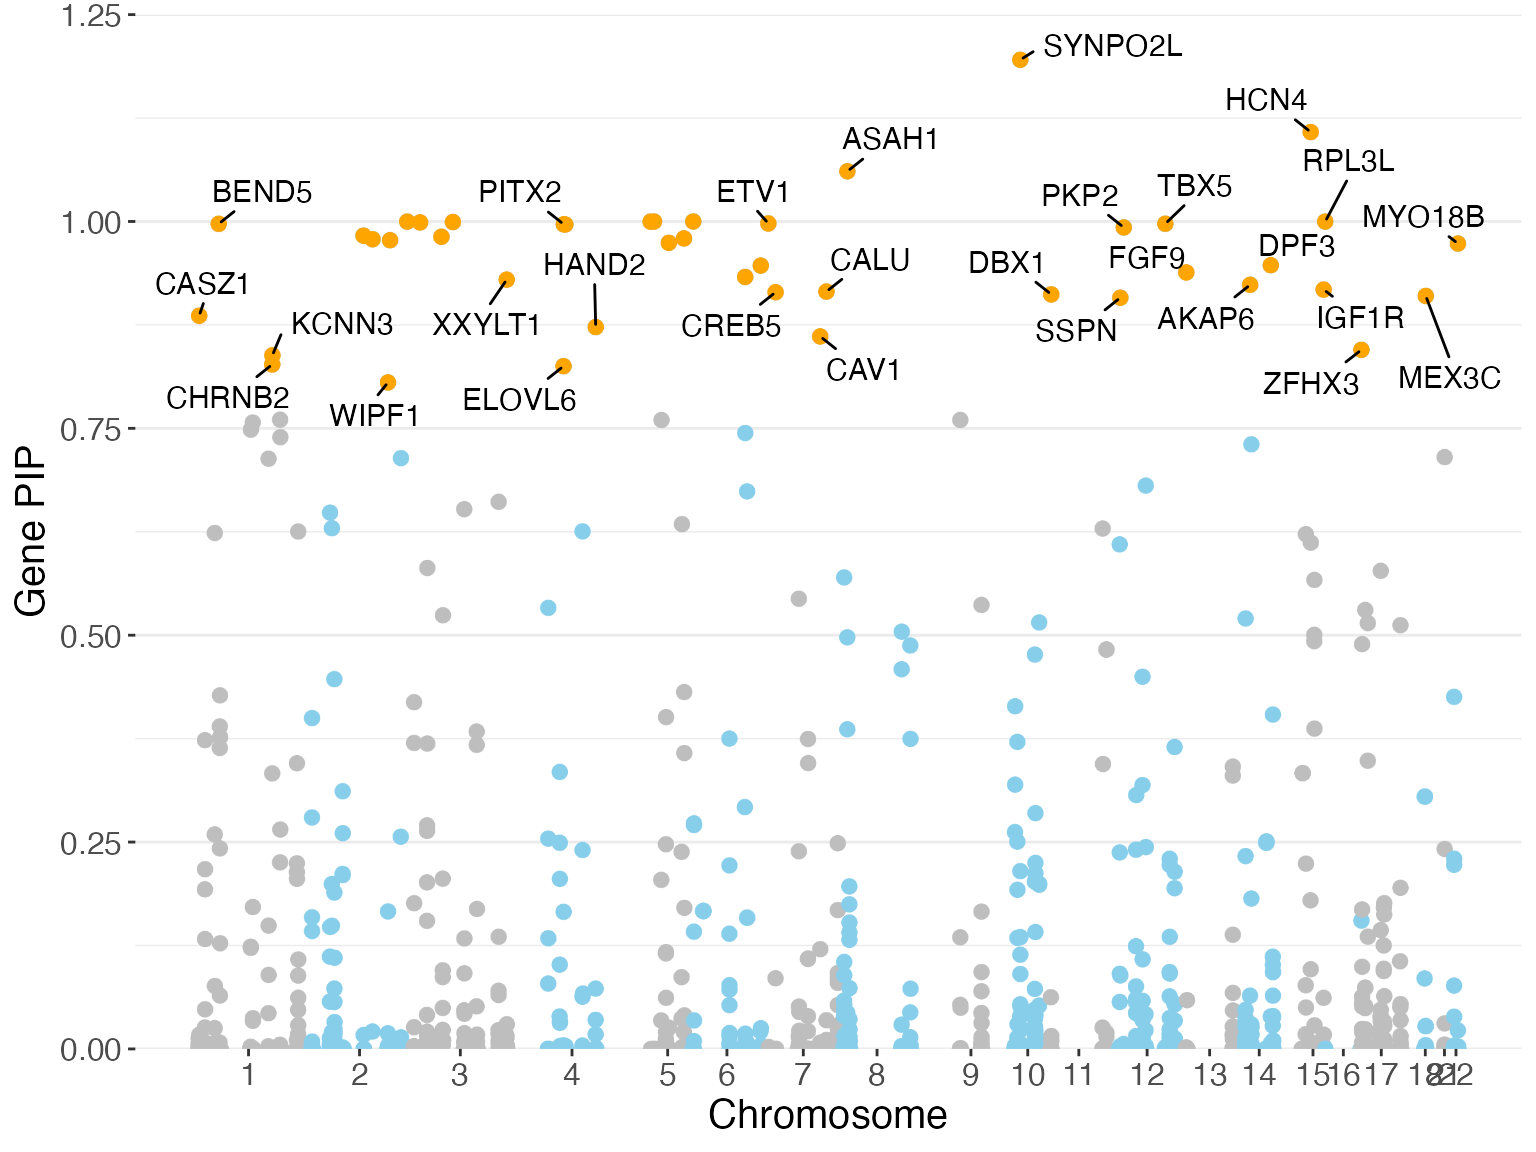 1.25
SYNPO2L
HCN4
ASAH1
RPL3L
BEND5
PITX2
ETV1
PKP2
TBX5
MYO18B
1.00
DPF3
HAND2
CALU
DBX1
FGF9
CASZ1
KCNN3
XXYLT1
CREB5
SSPN
AKAP6
IGF1R
CAV1
ZFHX3
MEX3C
CHRNB2
WIPF1
ELOVL6
0.75
Gene PIP
0.50
0.25
0.00
1 2 3 4 5 6 7 8 9 10 11 12 13 14 15 16 17 18 22
Chromosome